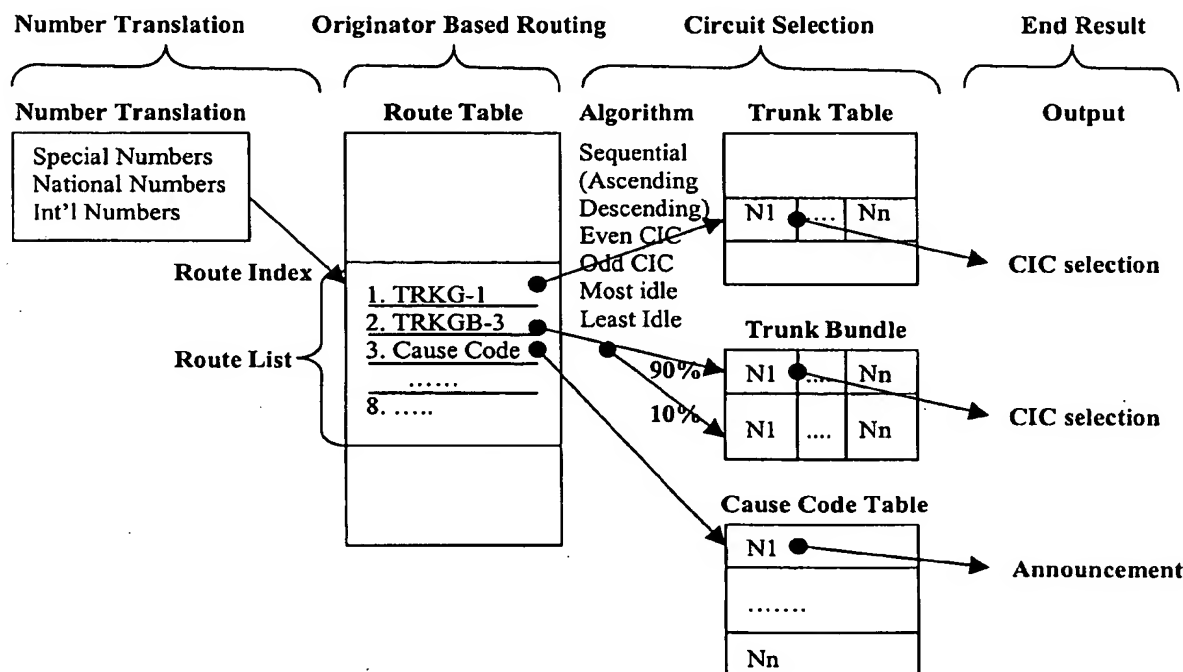 Number Translation
Originator Based Routing
Circuit Selection
End Result
Number Translation
Route Table
Algorithm
Trunk Table
Output
Special Numbers
National Numbers
Int'l Numbers
Sequential
(Ascending
Descending)
Even CIC
Odd CIC
Most idle
Least Idle
N1 .... Nn
CIC selection
Route Index
Route List
1. TRKG-1
2. TRKGB-3
3. Cause Code
......
8. .....
Trunk Bundle
90%
N1 .... Nn
10%
N1 .... Nn
CIC selection
Cause Code Table
N1
.......
Nn
Announcement